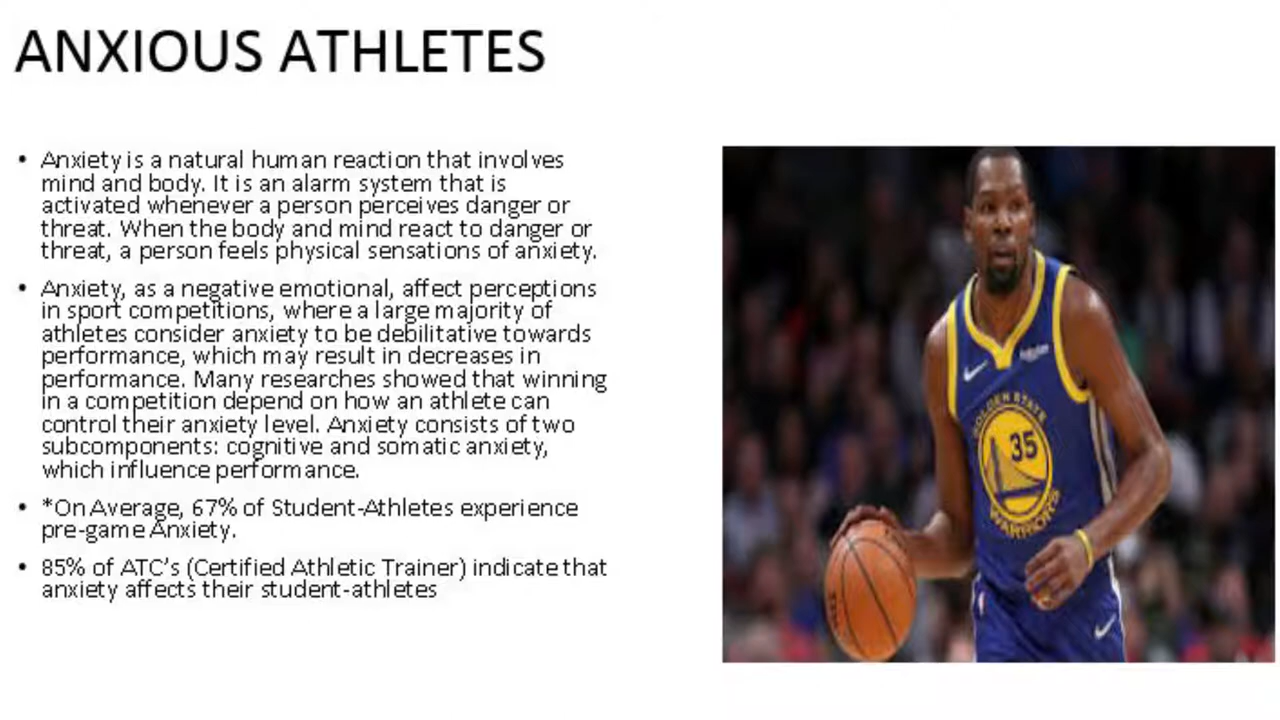 ANXIOUS ATHLETES
• Anxiety is a natural human reaction that involves
mind and body. It is an alarm system that is
activated whenever a person perceives danger or
threat. When the body and mind react to danger or
threat, a person feels physical sensations of anxiety.
• Anxiety, as a negative emotional, affect perceptions
in sport competitions, where a large majority of
athletes consider anxiety to be debilitative towards
performance, which may result in decreases in
performance. Many researches showed that winning
in a competition depend on how an athlete can
control their anxiety level. Anxiety consists of two
subcomponents: cognitive and somatic anxiety,
which influence performance.
• *On Average, 67% of Student-Athletes experience
pre-game Anxiety.
• 85% of ATC's (Certified Athletic Trainer) indicate that
anxiety affects their student-athletes
GOLDEN STATE
35
WARRIORS